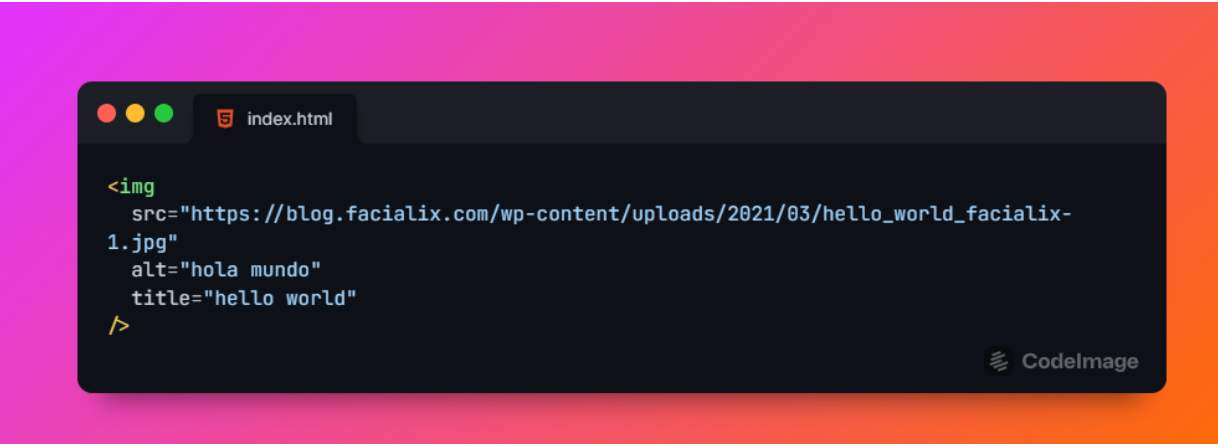 index.html
<img
src="https://blog.facialix.com/wp-content/uploads/2021/03/hello_world_facialix-
1.jpg"
alt="hola mundo"
title="hello world"
/>
CodeImage